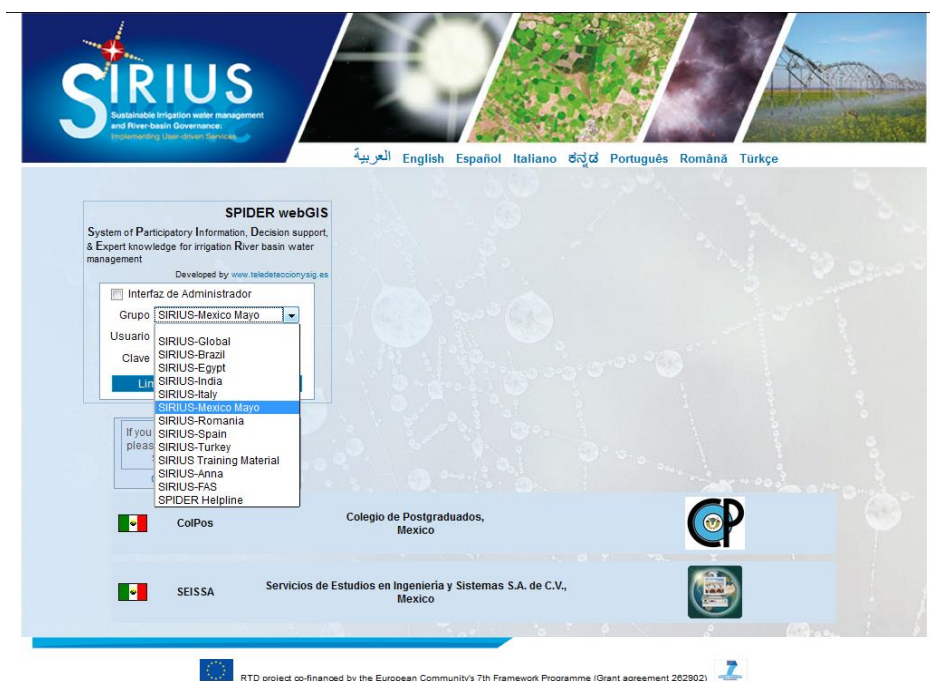 SIRIUS
Sustainable Irrigation water management
and River-basin Governance:
Implementing User-driven Services
العربية English Español Italiano ಕನ್ನಡ Português Română Türkçe
SPIDER webGIS
System of Participatory Information, Decision support,
& Expert knowledge for irrigation River basin water
management
Developed by www.teledeteccionysig.es
Interfaz de Administrador
Grupo SIRIUS-Mexico Mayo
Usuario
SIRIUS-Global
Clave
SIRIUS-Brazil
SIRIUS-Egypt
SIRIUS-India
SIRIUS-Italy
SIRIUS-Mexico Mayo
SIRIUS-Romania
SIRIUS-Spain
SIRIUS-Turkey
SIRIUS Training Material
SIRIUS-Anna
SIRIUS-FAS
SPIDER Helpline
If you
ColPos
Colegio de Postgraduados,
Mexico
CP
SEISSA
Servicios de Estudios en Ingenieria y Sistemas S.A. de C.V.,
Mexico
RTD project co-financed by the European Community's 7th Framework Programme (Grant agreement 262902)